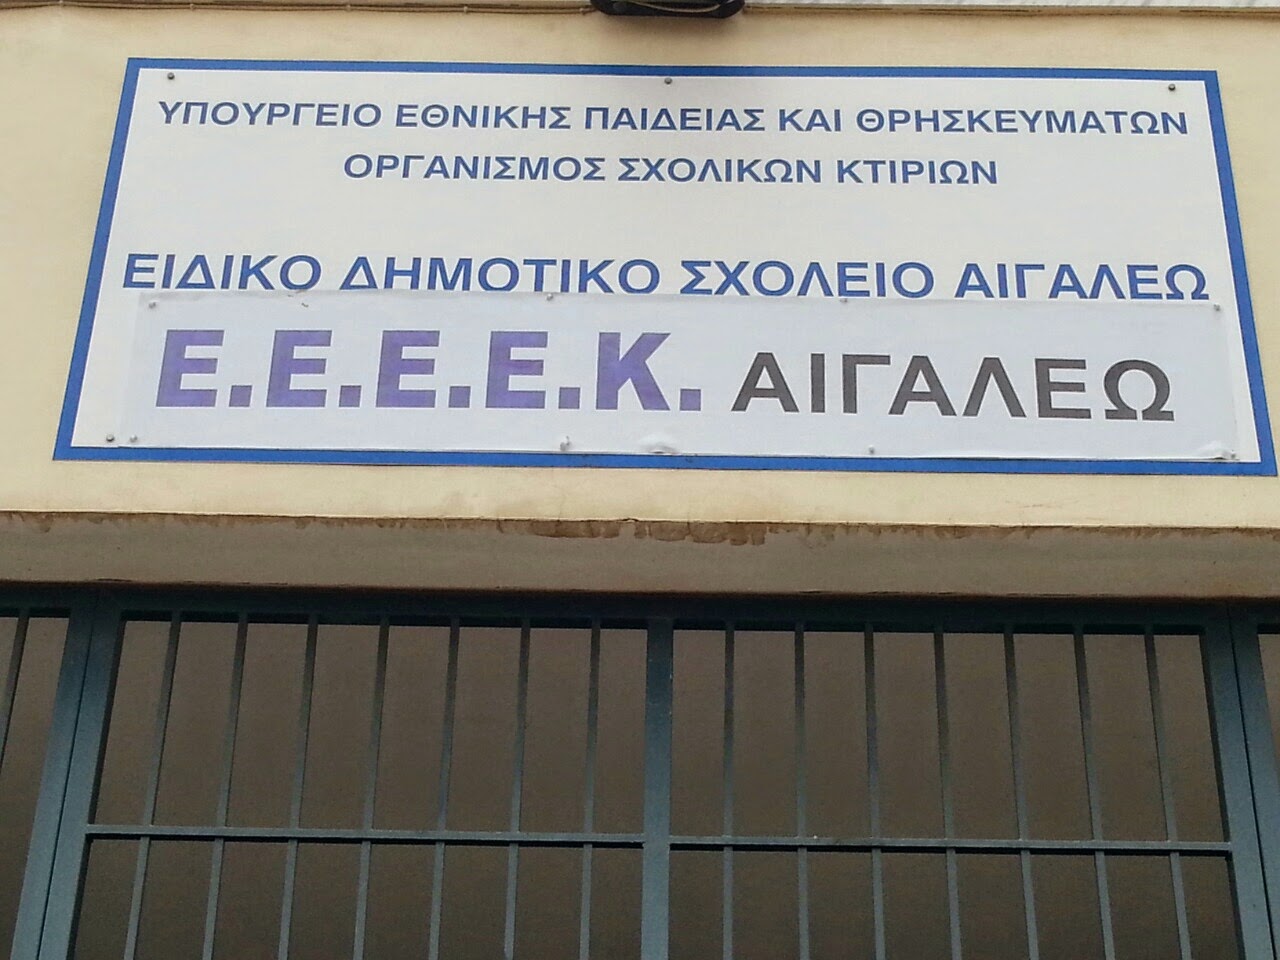 ΥΠΟΥΡΓΕΙΟ ΕΘΝΙΚΗΣ ΠΑΙΔΕΙΑΣ ΚΑΙ ΘΡΗΣΚΕΥΜΑΤΩΝ
ΟΡΓΑΝΙΣΜΟΣ ΣΧΟΛΙΚΩΝ ΚΤΙΡΙΩΝ
ΕΙΔΙΚΟ ΔΗΜΟΤΙΚΟ ΣΧΟΛΕΙΟ ΑΙΓΑΛΕΩ
Ε.Ε.Ε.Ε.Κ. ΑΙΓΑΛΕΩ